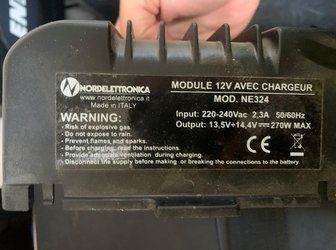 NORDELETTRONICA
www.nordelettronica.it
Made in ITALY
MODULE 12V AVEC CHARGEUR
MOD. NE324
Input: 220-240Vac 2,3A 50/60Hz
Output: 13,5V÷14,4V⎓270W MAX
WARNING:
- Risk of explosive gas.
- Do not expose to rain.
- Prevent flames and sparks.
- Before charging, read the instructions.
- Provide adequate ventilation during charging.
- Disconnect the supply before making or breaking the connections to the battery.
CE